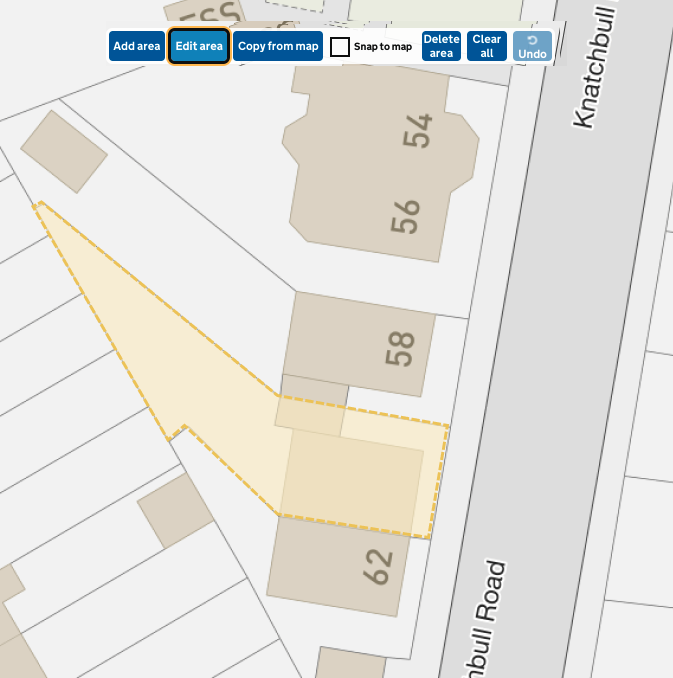 ESS
Add area
Edit area
Copy from map
Snap to map
Delete
area
Clear
all
Undo
Knatchbull
54
56
58
62
hbull Road